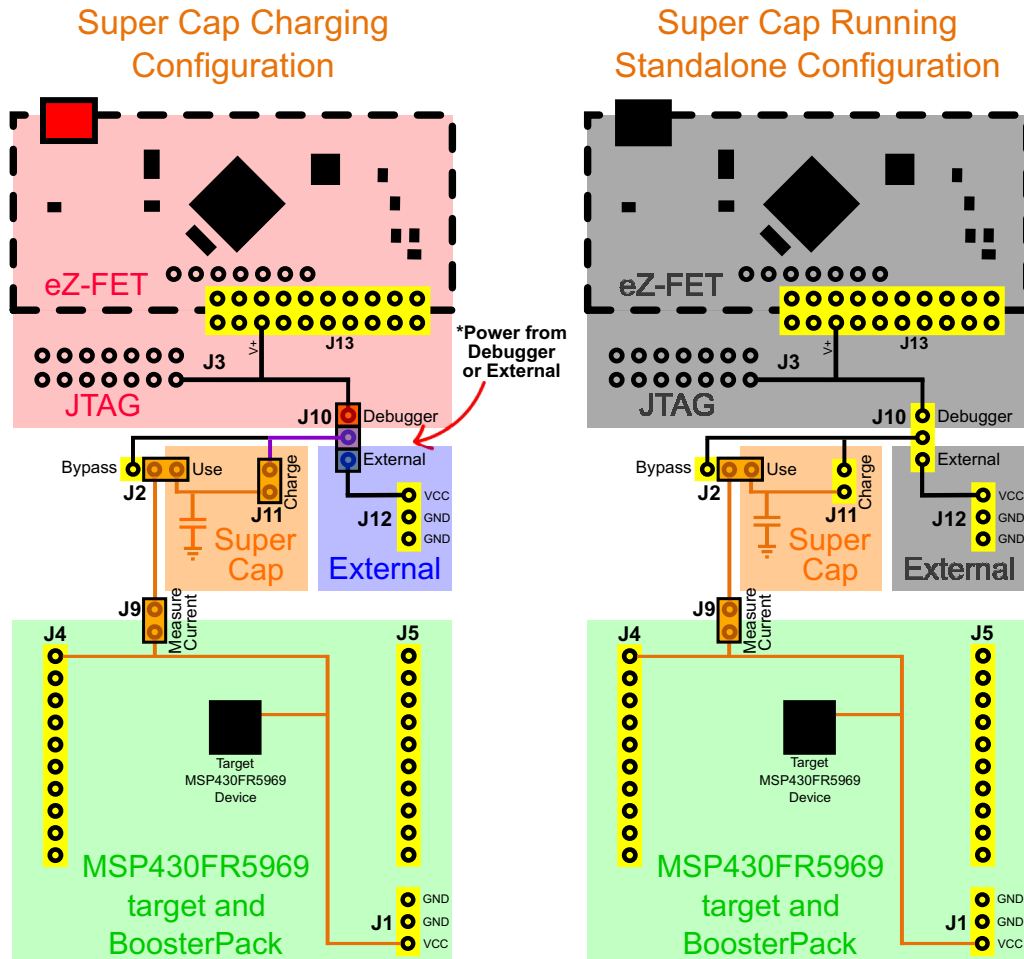 Super Cap Charging
Configuration
eZ-FET
J13
V+
J3
JTAG
*Power from
Debugger
or External
J10
Debugger
External
Bypass
Use
J2
Charge
J11
Super
Cap
J12
VCC
GND
GND
External
J9
Measure
Current
J4
J5
Target
MSP430FR5969
Device
MSP430FR5969
target and
BoosterPack
J1
GND
GND
VCC
Super Cap Running
Standalone Configuration
eZ-FET
J13
V+
J3
JTAG
J10
Debugger
External
Bypass
Use
J2
Charge
J11
Super
Cap
J12
VCC
GND
GND
External
J9
Measure
Current
J4
J5
Target
MSP430FR5969
Device
MSP430FR5969
target and
BoosterPack
J1
GND
GND
VCC